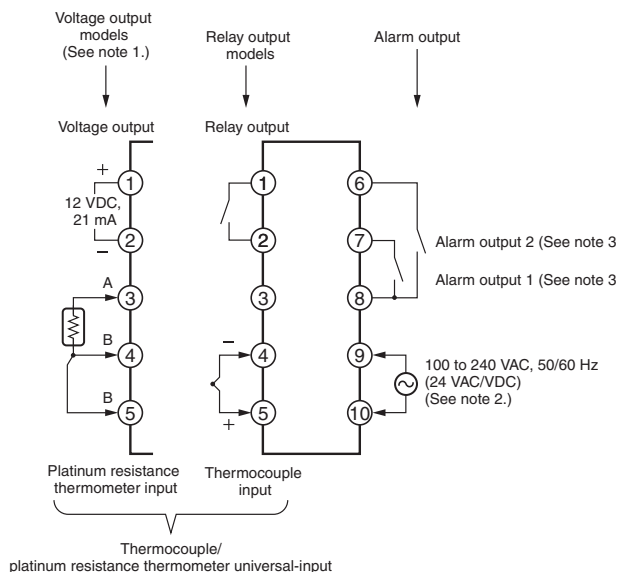 Voltage output
models
(See note 1.)
Relay output
models
Alarm output
Voltage output
Relay output
+
12 VDC,
21 mA
−
A
B
B
1
2
3
4
5
1
2
3
4
5
−
+
6
7
8
9
10
Alarm output 2 (See note 3
Alarm output 1 (See note 3
100 to 240 VAC, 50/60 Hz
(24 VAC/VDC)
(See note 2.)
Platinum resistance
thermometer input
Thermocouple
input
Thermocouple/
platinum resistance thermometer universal-input